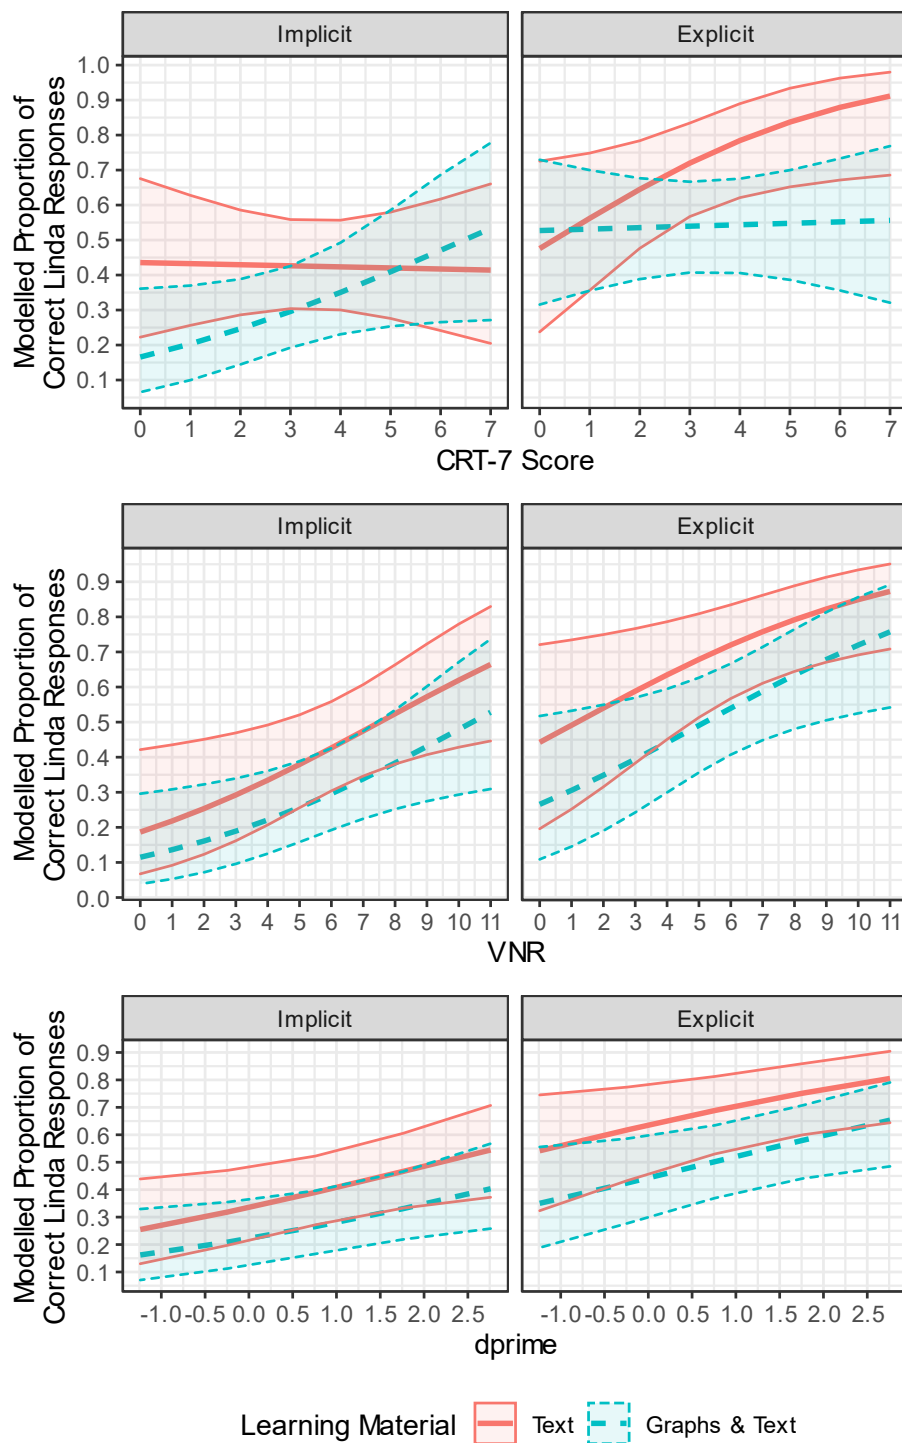 Implicit Explicit
Modelled Proportion of
Correct Linda Responses
1.0
0.9
0.8
0.7
0.6
0.5
0.4
0.3
0.2
0.1
0 1 2 3 4 5 6 7 0 1 2 3 4 5 6 7
CRT-7 Score
Implicit Explicit
Modelled Proportion of
Correct Linda Responses
0.9
0.8
0.7
0.6
0.5
0.4
0.3
0.2
0.1
0.0
0 1 2 3 4 5 6 7 8 9 10 11 0 1 2 3 4 5 6 7 8 9 10 11
VNR
Implicit Explicit
Modelled Proportion of
Correct Linda Responses
0.9
0.8
0.7
0.6
0.5
0.4
0.3
0.2
0.1
-1.0 -0.5 0.0 0.5 1.0 1.5 2.0 2.5 -1.0 -0.5 0.0 0.5 1.0 1.5 2.0 2.5
dprime
Learning Material Text Graphs & Text